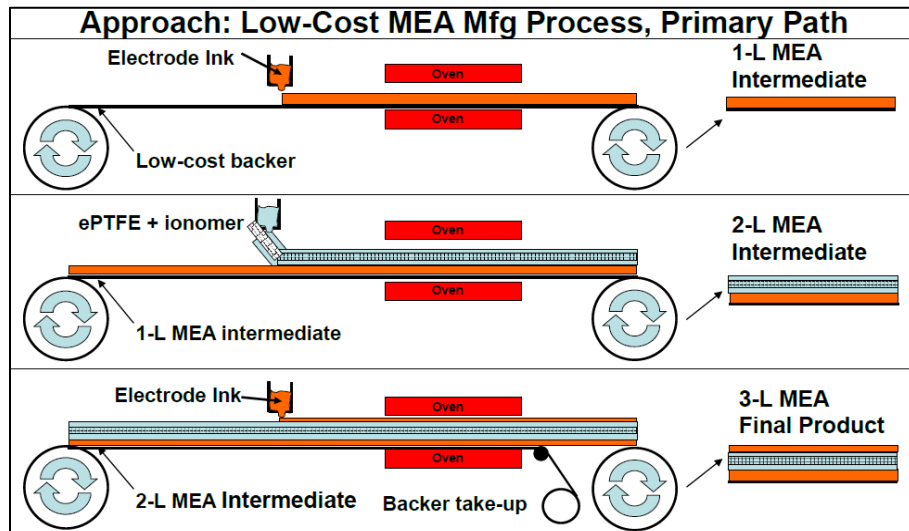 Approach: Low-Cost MEA Mfg Process, Primary Path
Electrode Ink
Oven
Oven
Low-cost backer
1-L MEA
Intermediate
ePTFE + ionomer
Oven
Oven
1-L MEA intermediate
2-L MEA
Intermediate
Electrode Ink
Oven
Oven
2-L MEA Intermediate
Backer take-up
3-L MEA
Final Product